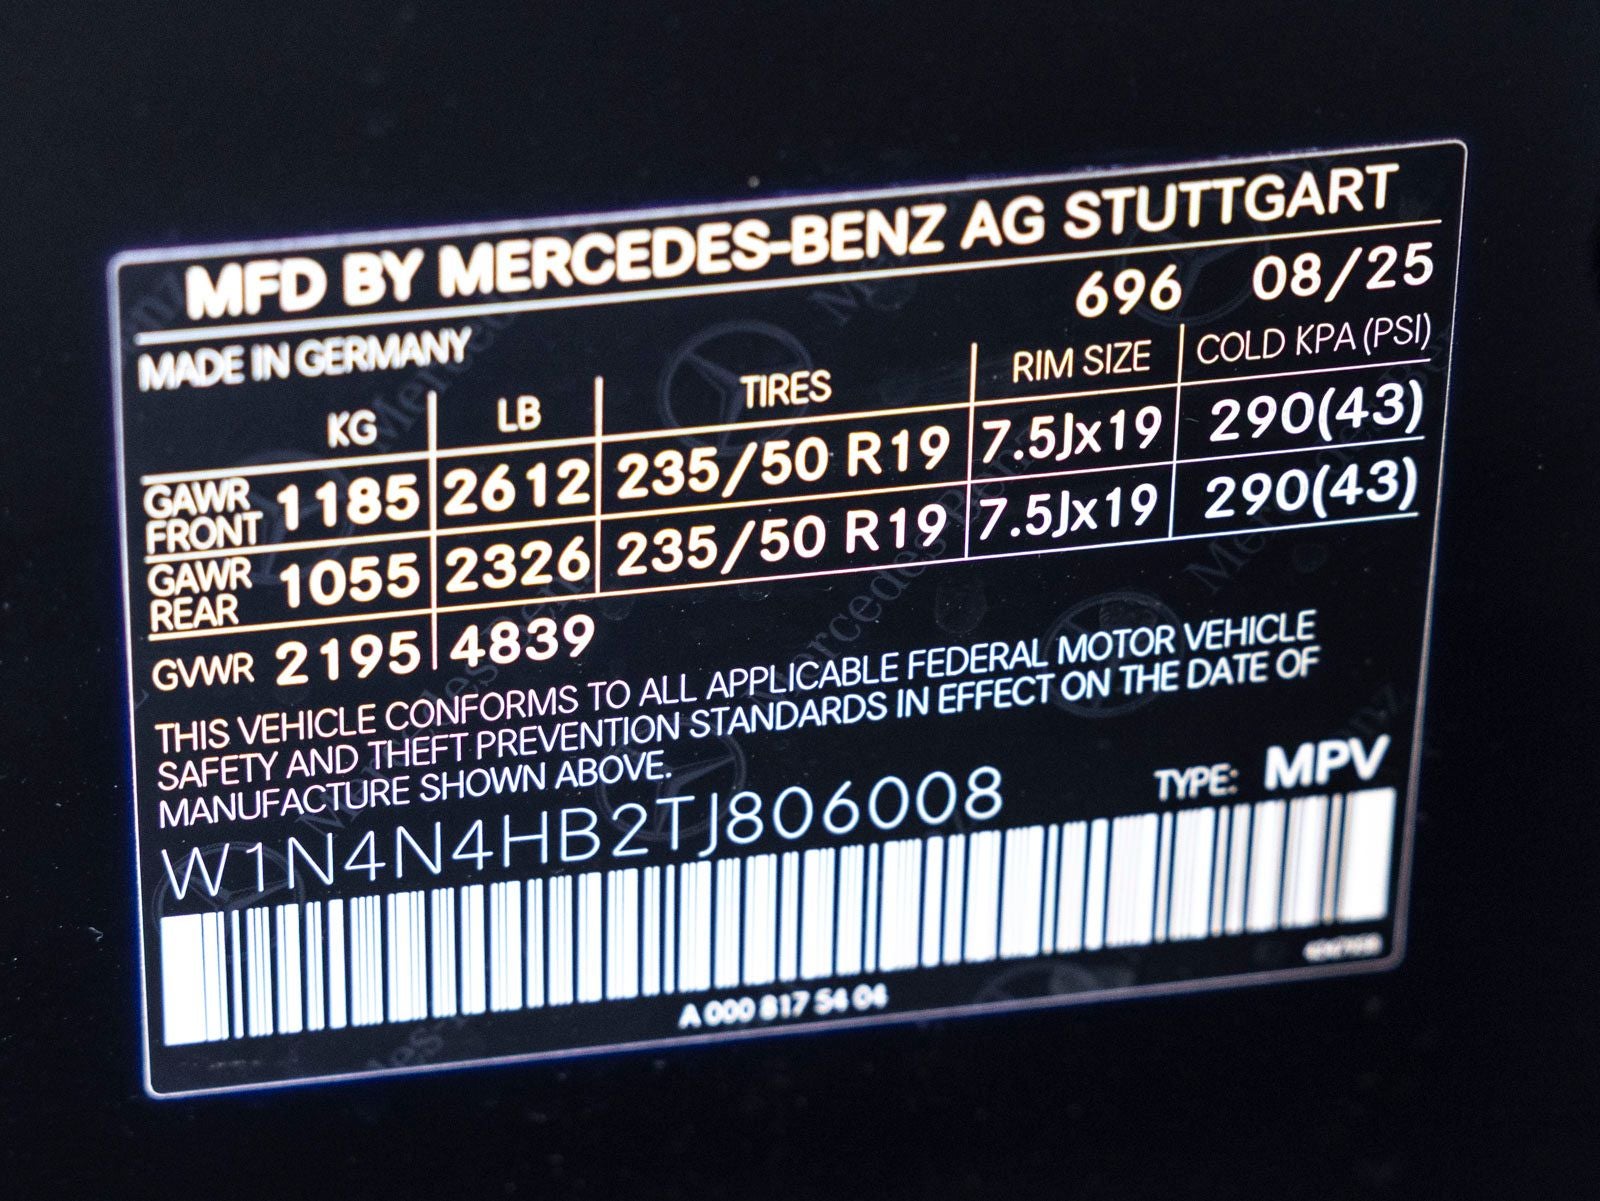 MFD BY MERCEDES-BENZ AG STUTTGART
696 08/25
MADE IN GERMANY
KG LB TIRES RIM SIZE COLD KPA (PSI)
GAWR FRONT 1185 2612 235/50 R19 7.5Jx19 290(43)
GAWR REAR 1055 2326 235/50 R19 7.5Jx19 290(43)
GVWR 2195 4839
THIS VEHICLE CONFORMS TO ALL APPLICABLE FEDERAL MOTOR VEHICLE
SAFETY AND THEFT PREVENTION STANDARDS IN EFFECT ON THE DATE OF
MANUFACTURE SHOWN ABOVE.
TYPE: MPV
W1N4N4HB2TJ806008
A 000 817 54 04